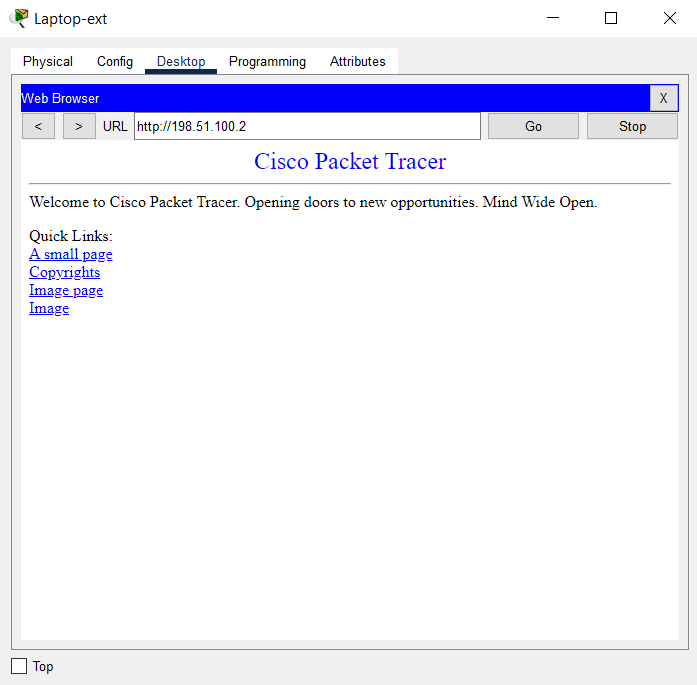 Laptop-ext
Physical Config Desktop Programming Attributes
Web Browser X
< > URL http://198.51.100.2 Go Stop
Cisco Packet Tracer
Welcome to Cisco Packet Tracer. Opening doors to new opportunities. Mind Wide Open.
Quick Links:
A small page
Copyrights
Image page
Image
Top